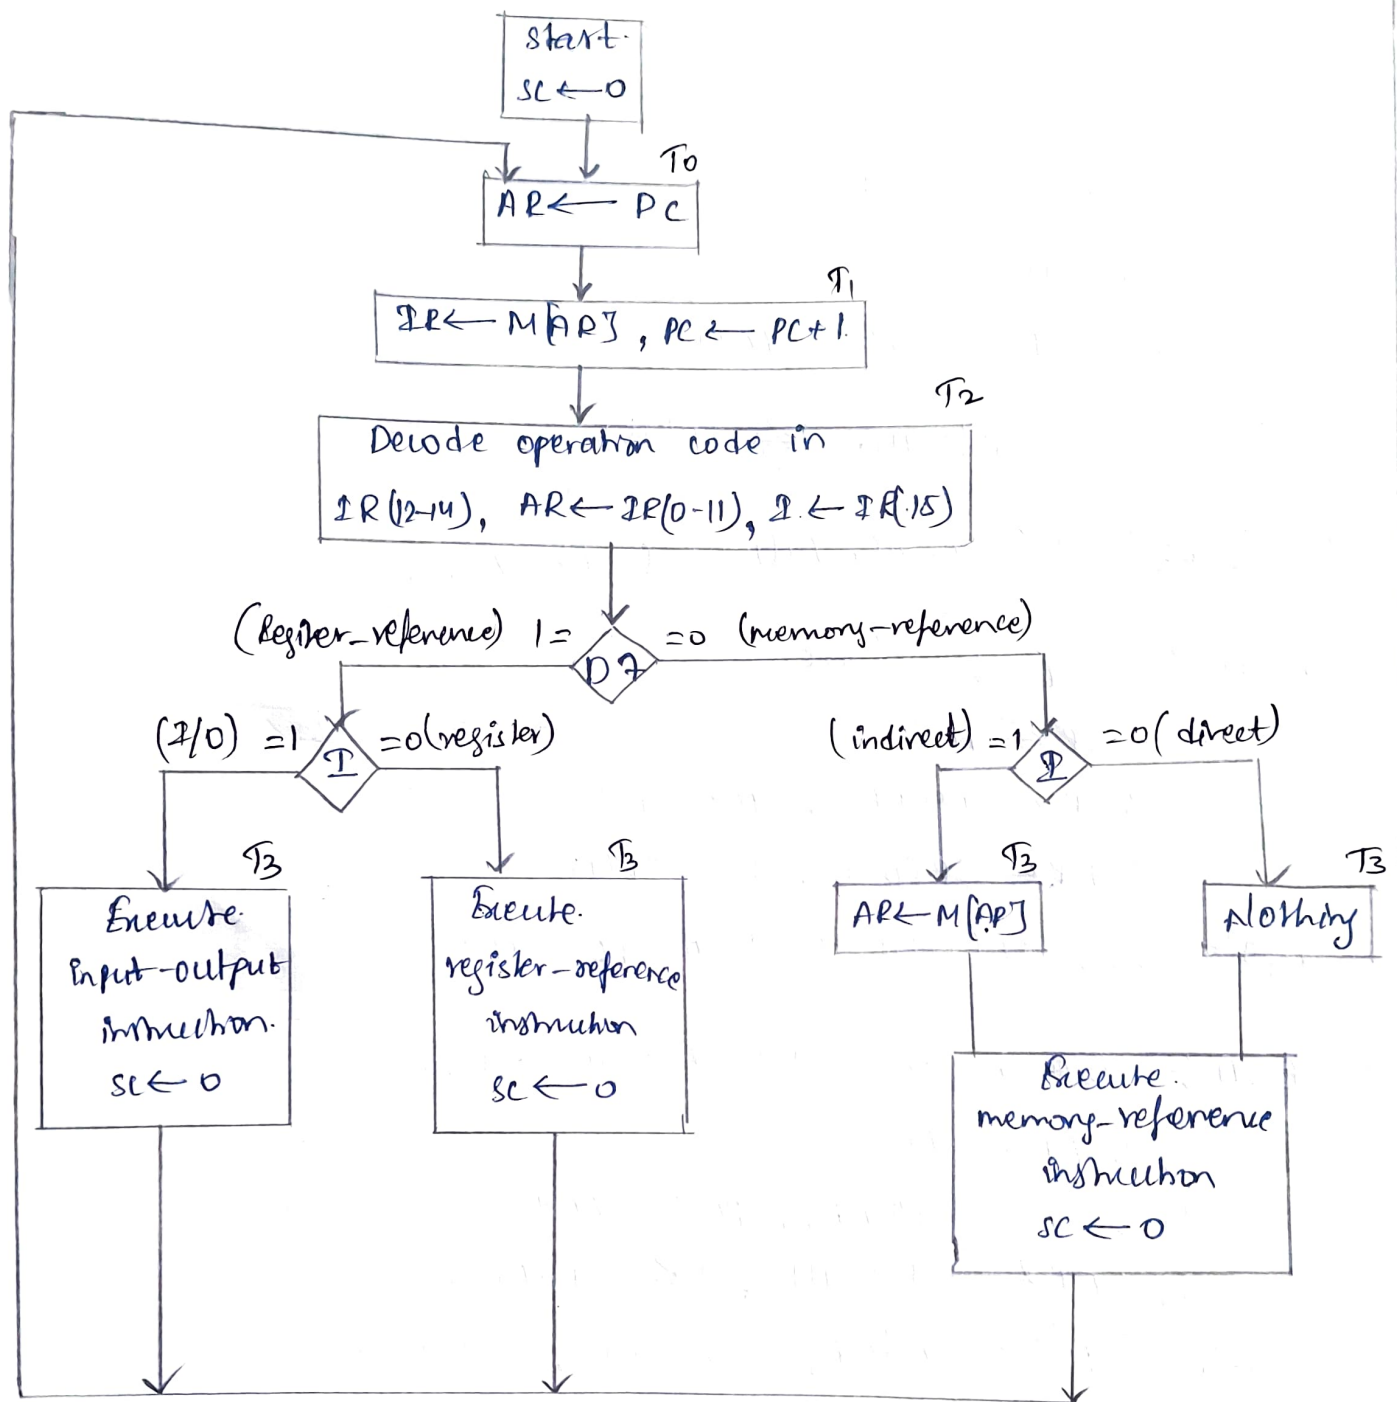 Start.
SC ← 0
T0
AR ← PC
T1
IR ← M[AR], PC ← PC+1.
T2
Decode operation code in
IR(12-14), AR ← IR(0-11), I ← IR(15)
(Register-reference) 1= =0 (memory-reference)
D7
(I/O) =1 =0(register) (indirect) =1 =0(direct)
I I
T3 T3 T3 T3
Execute. Execute. AR ← M[AR] Nothing
input-output register-reference
instruction. instruction
SC ← 0 SC ← 0
Execute.
memory-reference
instruction
SC ← 0